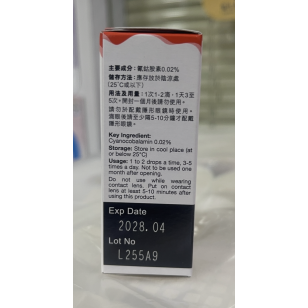 主要成分：氰鈷胺素0.02%
儲存方法：應存放於陰涼處
(25℃或以下)
用法及用量：1次1-2滴，1天3至
5次。開封一個月後請勿使用。
請勿於配戴隱形眼鏡時使用。
滴眼後請至少隔5-10分鐘才配戴
隱形眼鏡。
Key Ingredient:
Cyanocobalamin 0.02%
Storage: Store in cool place (at
or below 25°C)
Usage: 1 to 2 drops a time, 3-5
times a day. Not to be used one
month after opening.
Do not use while wearing
contact lens. Put on contact
lens at least 5-10 minutes after
using this product.
Exp Date
2028.04
Lot No
L255A9